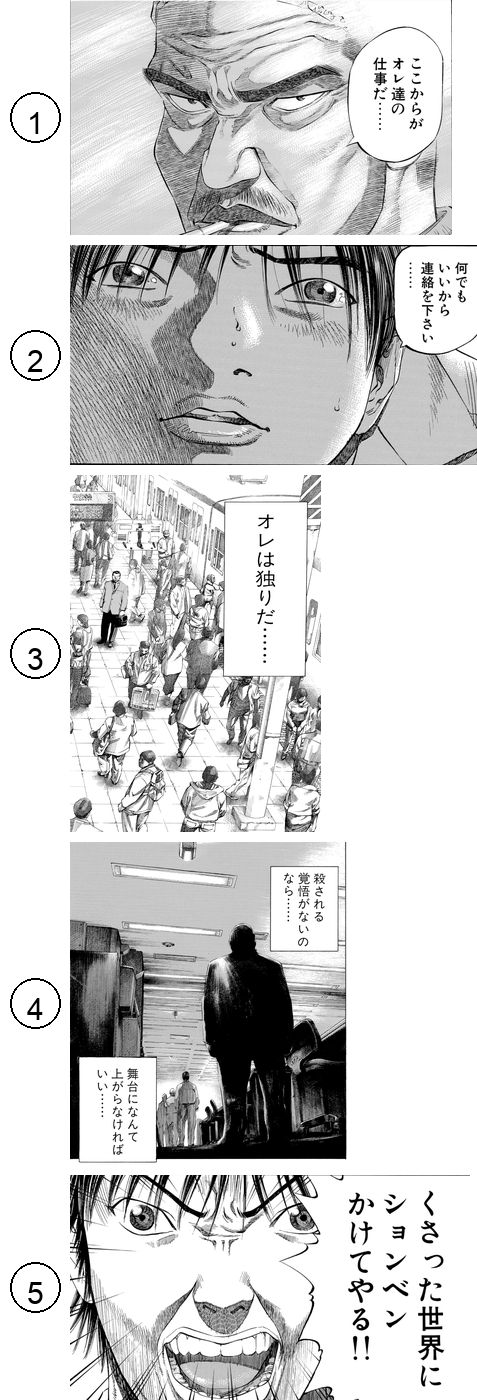 1
ここからが
オレ達の
仕事だ……
2
何でも
いいから
連絡を下さい
……
3
オレは独りだ……
4
殺される
覚悟がないの
なら……
舞台になんて
上がらなければ
いい……
5
くさった世界に
ションベン
かけてやる!!